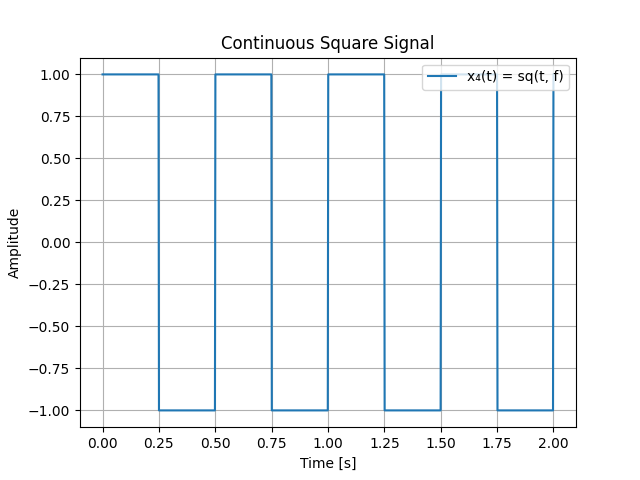 Continuous Square Signal
x₄(t) = sq(t, f)
1.00
0.75
0.50
0.25
0.00
−0.25
−0.50
−0.75
−1.00
Amplitude
0.00 0.25 0.50 0.75 1.00 1.25 1.50 1.75 2.00
Time [s]